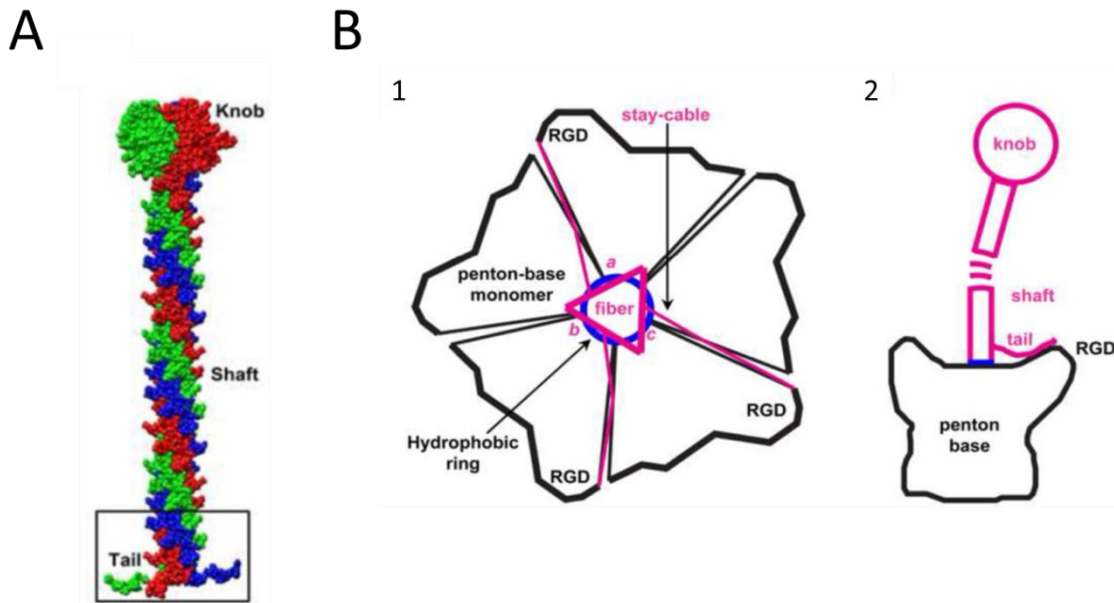 A
Knob
Shaft
Tail
B
1
stay-cable
RGD
penton-base
monomer
a
fiber
b
c
Hydrophobic
ring
RGD
RGD
2
knob
shaft
tail
RGD
penton
base